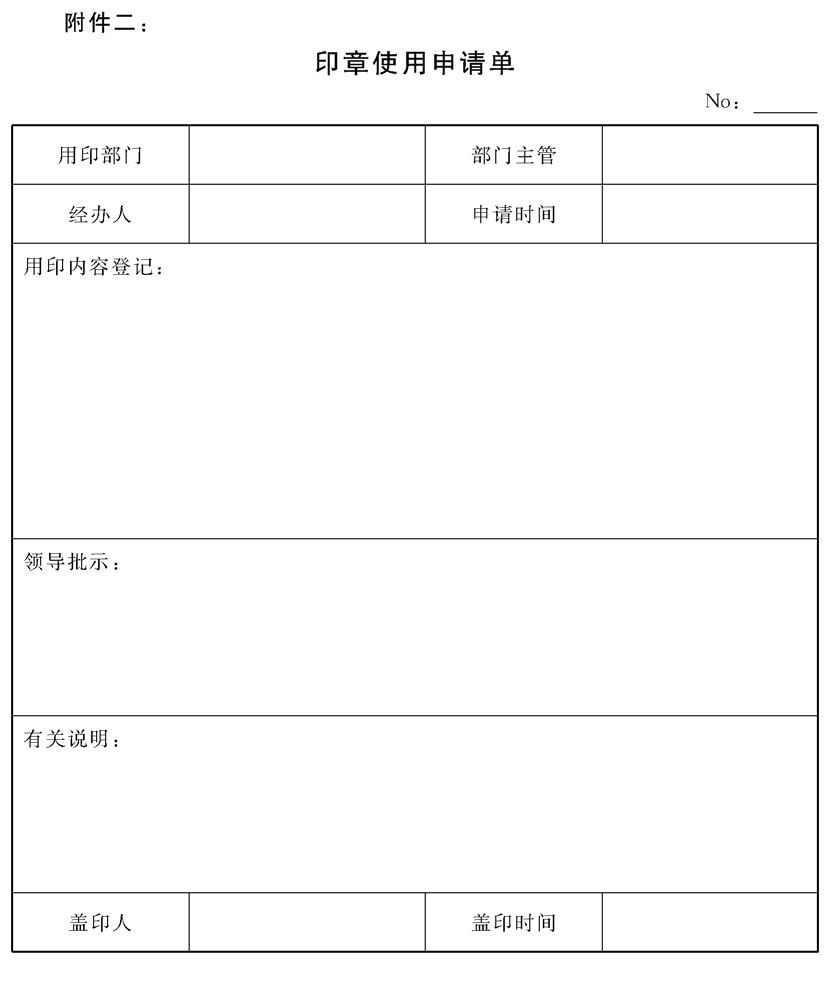 附件二：
印章使用申请单
No：______
用印部门 部门主管
经办人 申请时间
用印内容登记：
领导批示：
有关说明：
盖印人 盖印时间